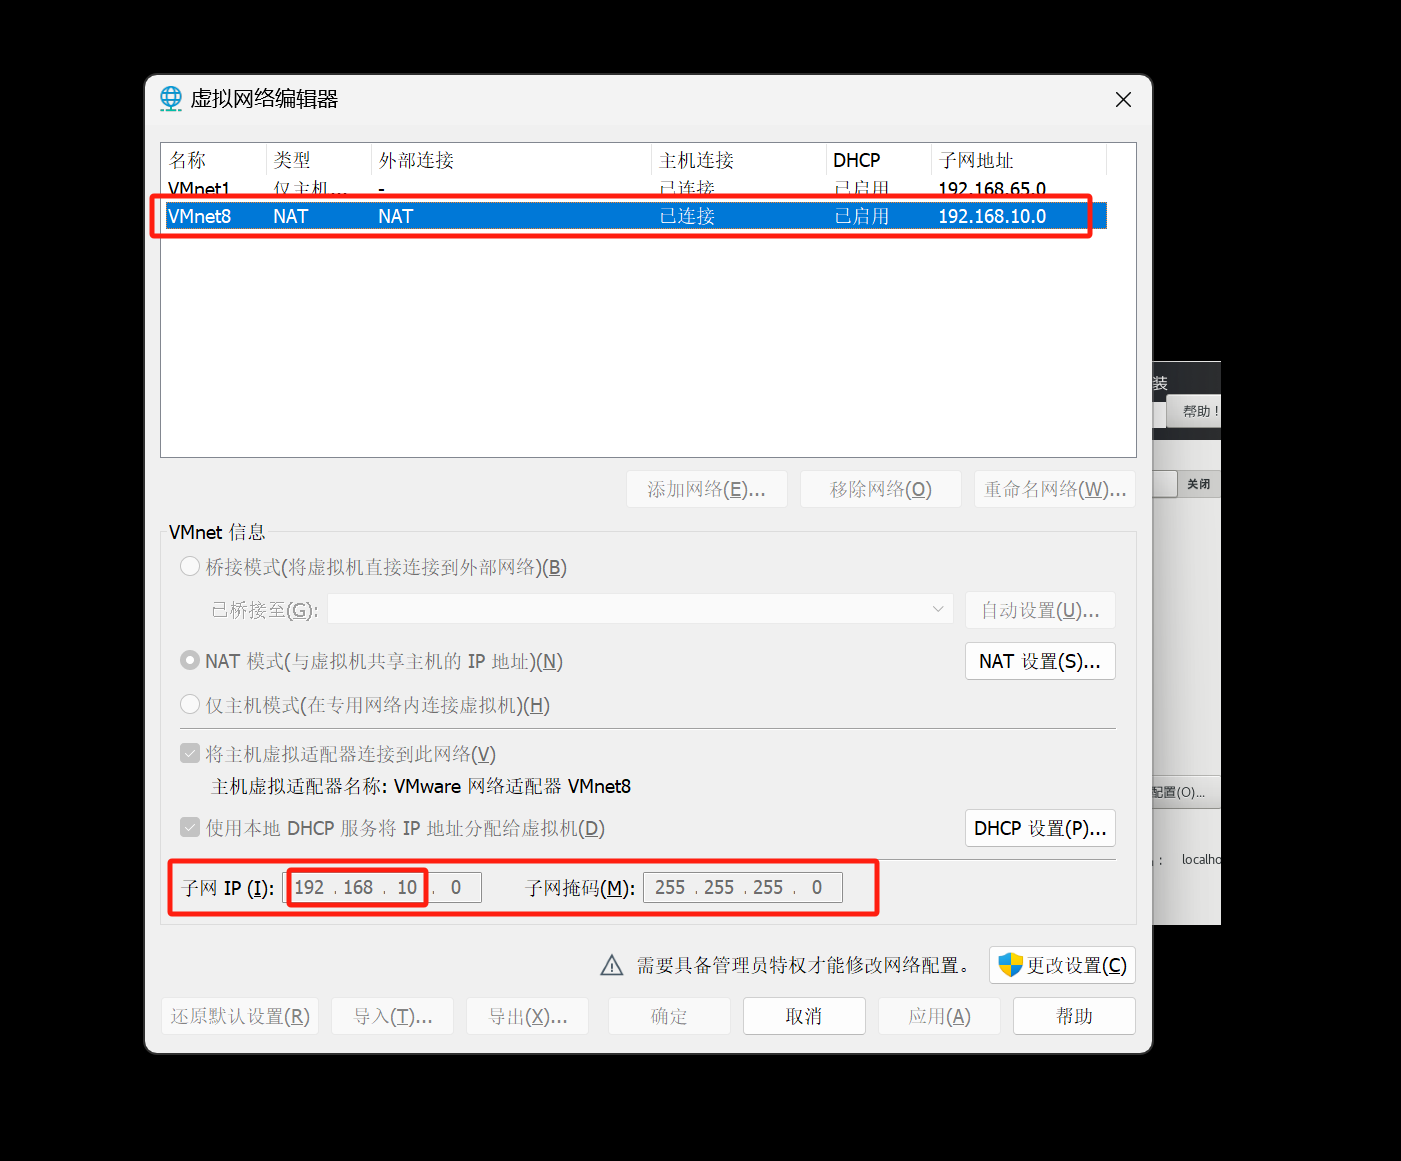 虚拟网络编辑器
名称 类型 外部连接 主机连接 DHCP 子网地址
VMnet1 仅主机... - 已连接 已启用 192.168.65.0
VMnet8 NAT NAT 已连接 已启用 192.168.10.0
装
帮助!
关闭
添加网络(E)... 移除网络(O) 重命名网络(W)...
VMnet 信息
桥接模式(将虚拟机直接连接到外部网络)(B)
已桥接至(G): 自动设置(U)...
NAT 模式(与虚拟机共享主机的 IP 地址)(N) NAT 设置(S)...
仅主机模式(在专用网络内连接虚拟机)(H)
将主机虚拟适配器连接到此网络(V)
主机虚拟适配器名称: VMware 网络适配器 VMnet8
配置(O)...
使用本地 DHCP 服务将 IP 地址分配给虚拟机(D) DHCP 设置(P)...
: localho
子网 IP (I): 192 . 168 . 10 . 0 子网掩码(M): 255 . 255 . 255 . 0
需要具备管理员特权才能修改网络配置。 更改设置(C)
还原默认设置(R) 导入(T)... 导出(X)... 确定 取消 应用(A) 帮助